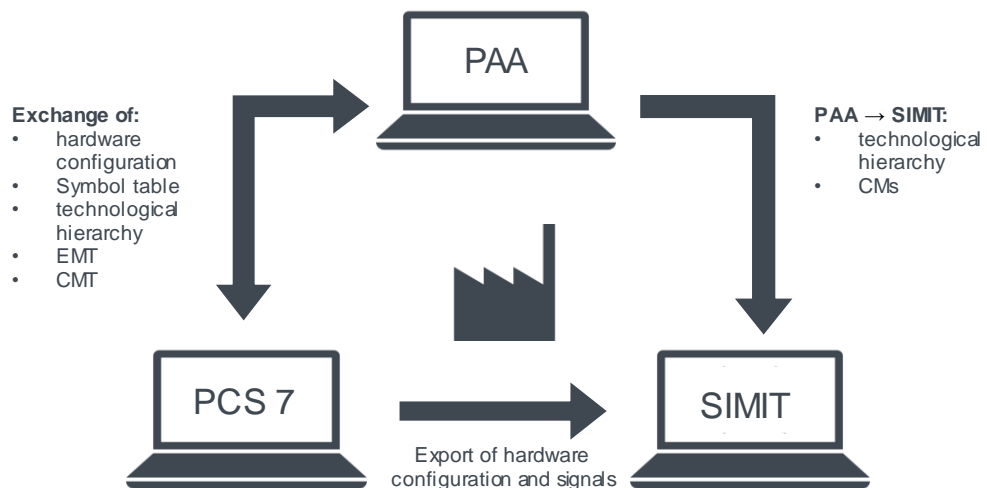 PAA
Exchange of:
• hardware
configuration
• Symbol table
• technological
hierarchy
• EMT
• CMT
PAA → SIMIT:
• technological
hierarchy
• CMs
PCS 7
SIMIT
Export of hardware
configuration and signals